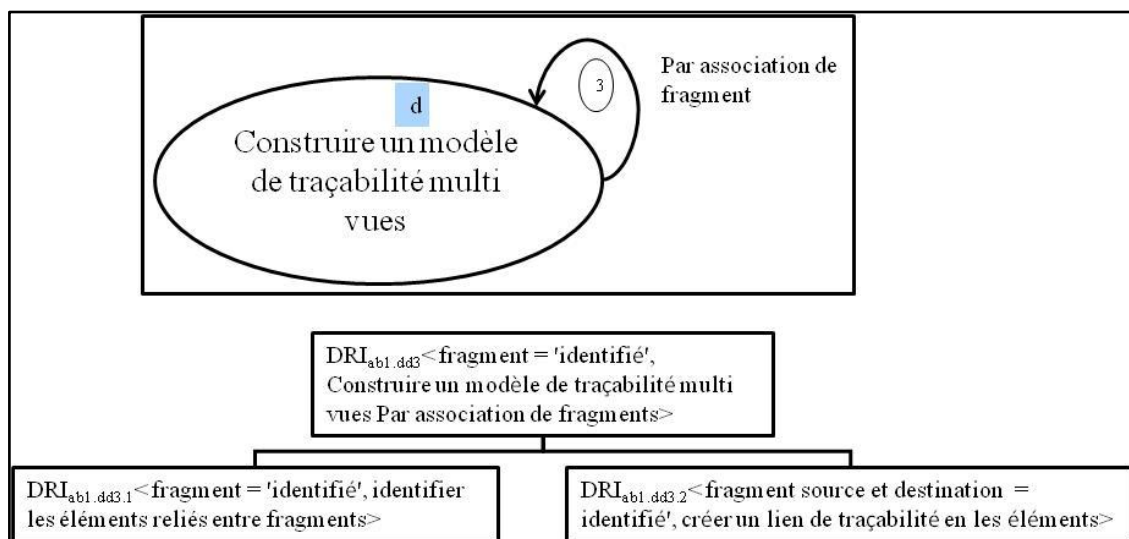 d
Construire un modèle
de traçabilité multi
vues
3
Par association de
fragment
DRIab1.dd3<fragment = 'identifié',
Construire un modèle de traçabilité multi
vues Par association de fragments>
DRIab1.dd3.1<fragment = 'identifié', identifier
les éléments reliés entre fragments>
DRIab1.dd3.2<fragment source et destination =
identifié', créer un lien de traçabilité en les éléments>